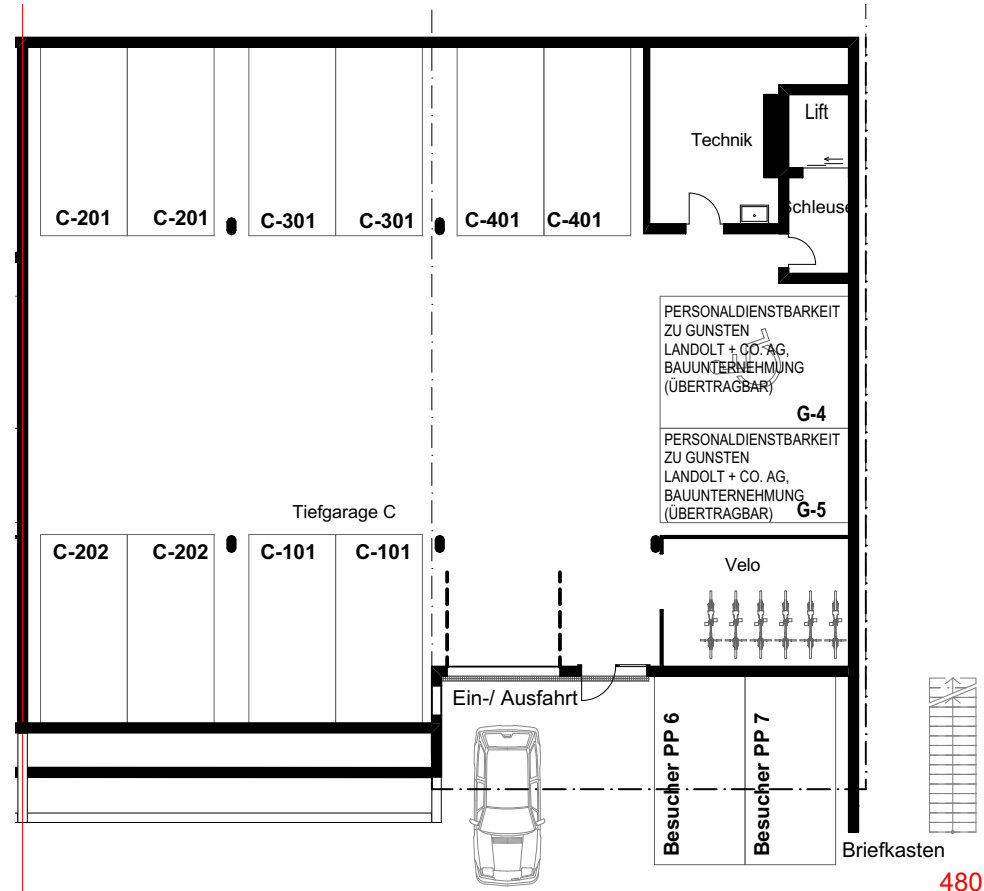 Lift
Technik
Schleuse
C-201
C-201
C-301
C-301
C-401
C-401
PERSONALDIENSTBARKEIT
ZU GUNSTEN
LANDOLT + CO. AG,
BAUUNTERNEHMUNG
(ÜBERTRAGBAR)
G-4
PERSONALDIENSTBARKEIT
ZU GUNSTEN
LANDOLT + CO. AG,
BAUUNTERNEHMUNG
(ÜBERTRAGBAR)
G-5
Tiefgarage C
C-202
C-202
C-101
C-101
Velo
Ein-/ Ausfahrt
Besucher PP 6
Besucher PP 7
Briefkasten
480